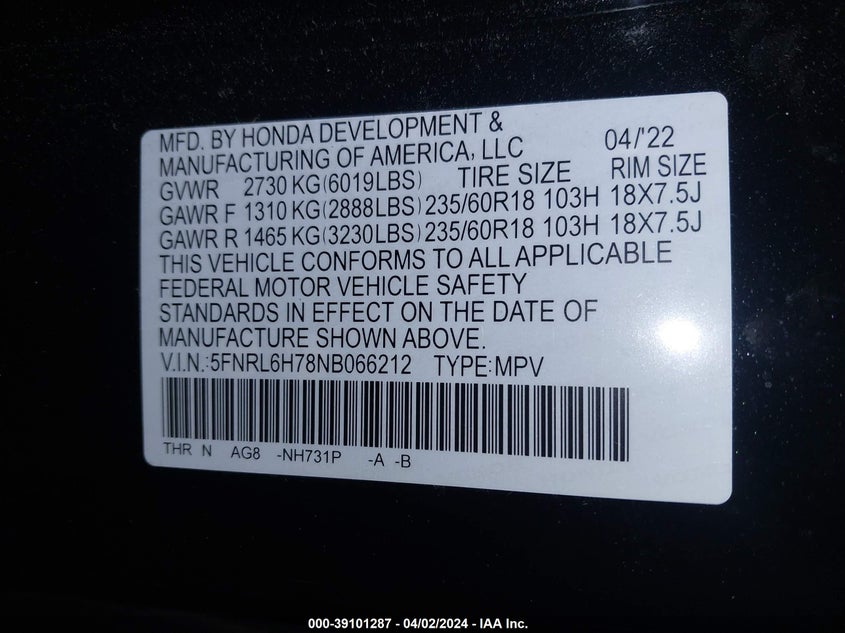 MFD. BY HONDA DEVELOPMENT &
MANUFACTURING OF AMERICA, LLC 04/'22
GVWR 2730 KG(6019LBS) TIRE SIZE RIM SIZE
GAWR F 1310 KG(2888LBS) 235/60R18 103H 18X7.5J
GAWR R 1465 KG(3230LBS) 235/60R18 103H 18X7.5J
THIS VEHICLE CONFORMS TO ALL APPLICABLE
FEDERAL MOTOR VEHICLE SAFETY
STANDARDS IN EFFECT ON THE DATE OF
MANUFACTURE SHOWN ABOVE.
V.I.N.:5FNRL6H78NB066212 TYPE:MPV
THR N AG8 -NH731P -A -B
000-39101287 - 04/02/2024 - IAA Inc.